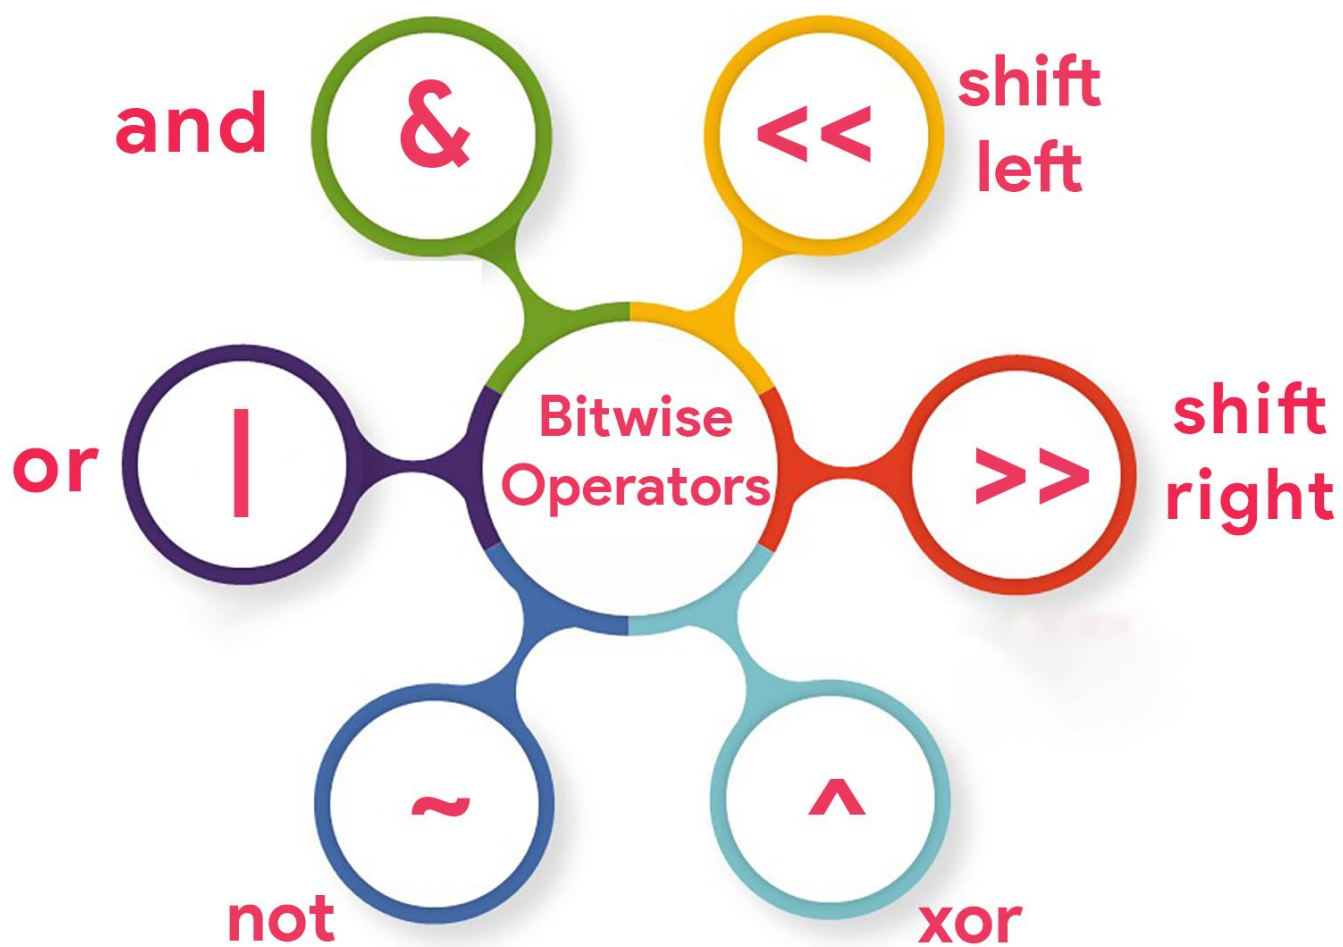 and
&
<<
shift
left
or
|
Bitwise
Operators
>>
shift
right
~
not
^
xor